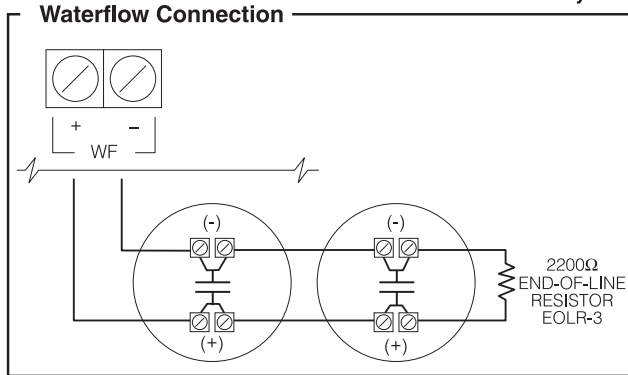 Waterflow Connection
+ −
WF
(-) (-)
2200Ω
END-OF-LINE
RESISTOR
EOLR-3
(+) (+)